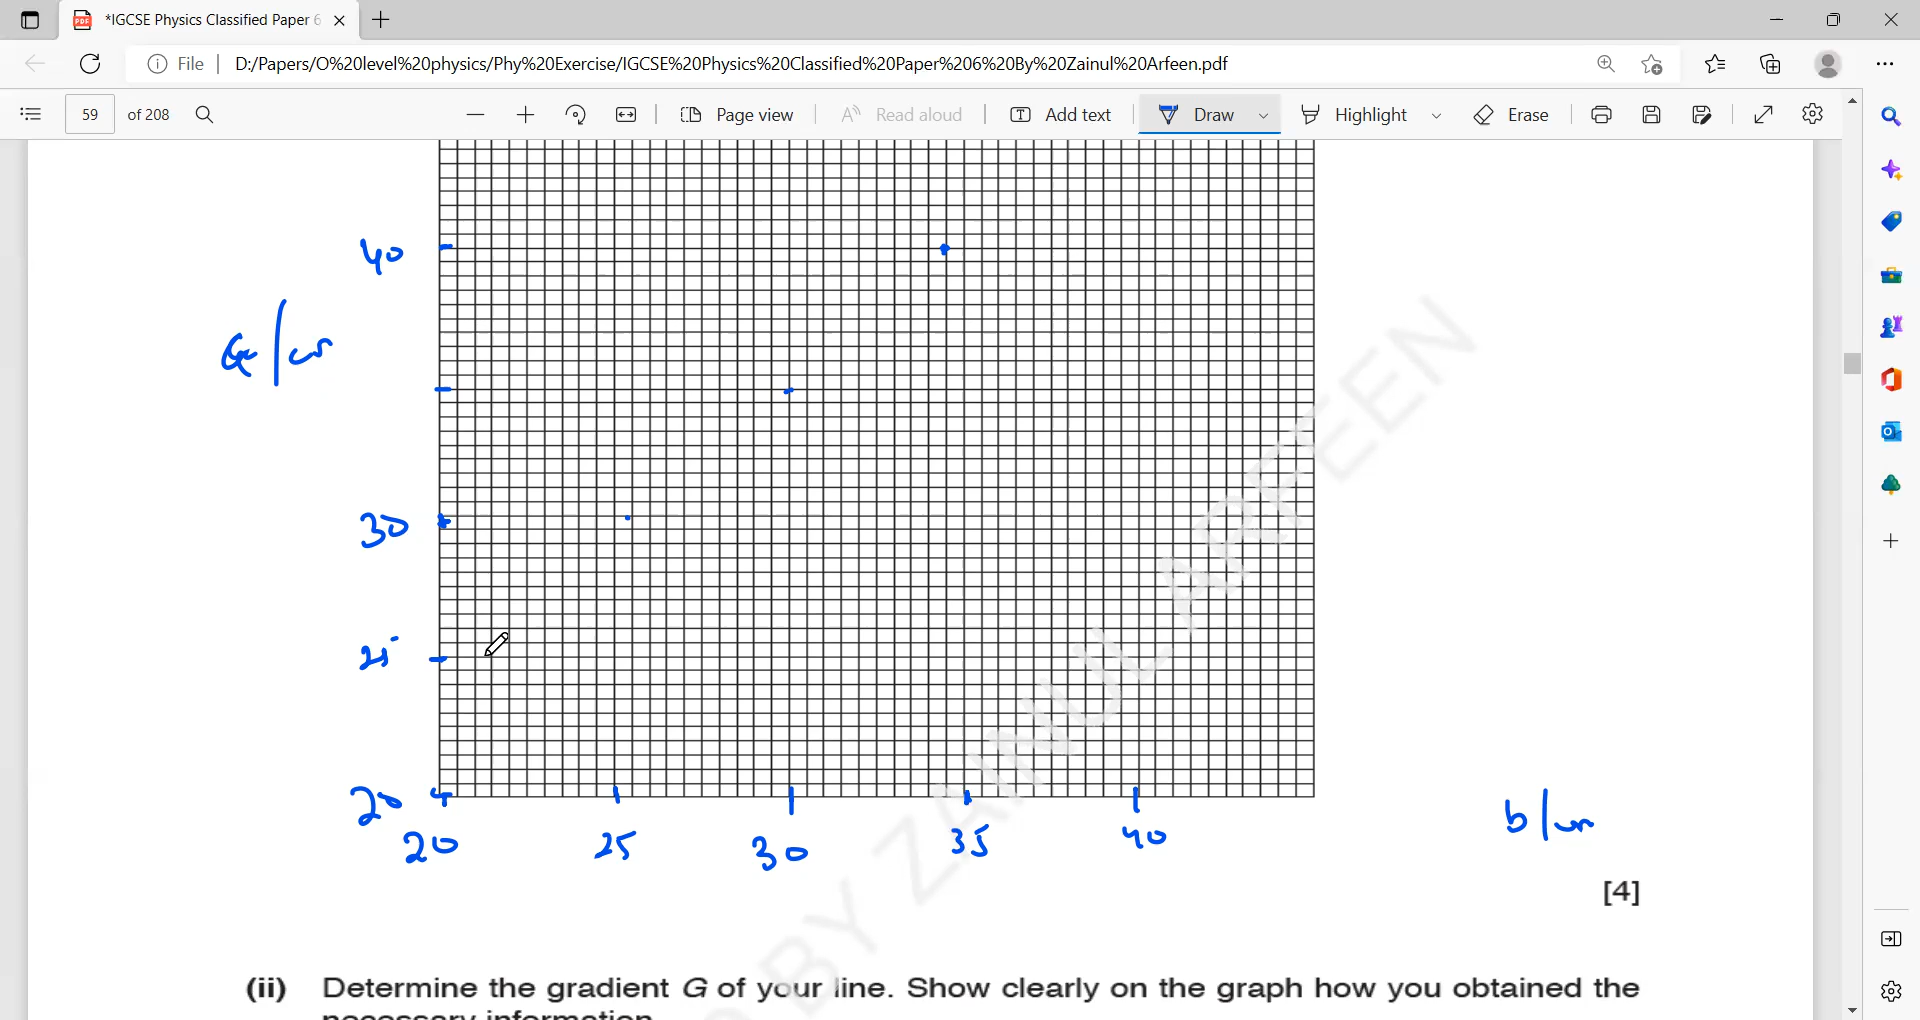 *IGCSE Physics Classified Paper 6
File D:/Papers/O%20level%20physics/Phy%20Exercise/IGCSE%20Physics%20Classified%20Paper%206%20By%20Zainul%20Arfeen.pdf
59 of 208 Page view Read aloud Add text Draw Highlight Erase
40
a/cm
30
25
20
20 25 30 35 40
b/cm
[4]
BY ZAINUL ARFEEN
(ii) Determine the gradient G of your line. Show clearly on the graph how you obtained the
necessary information.